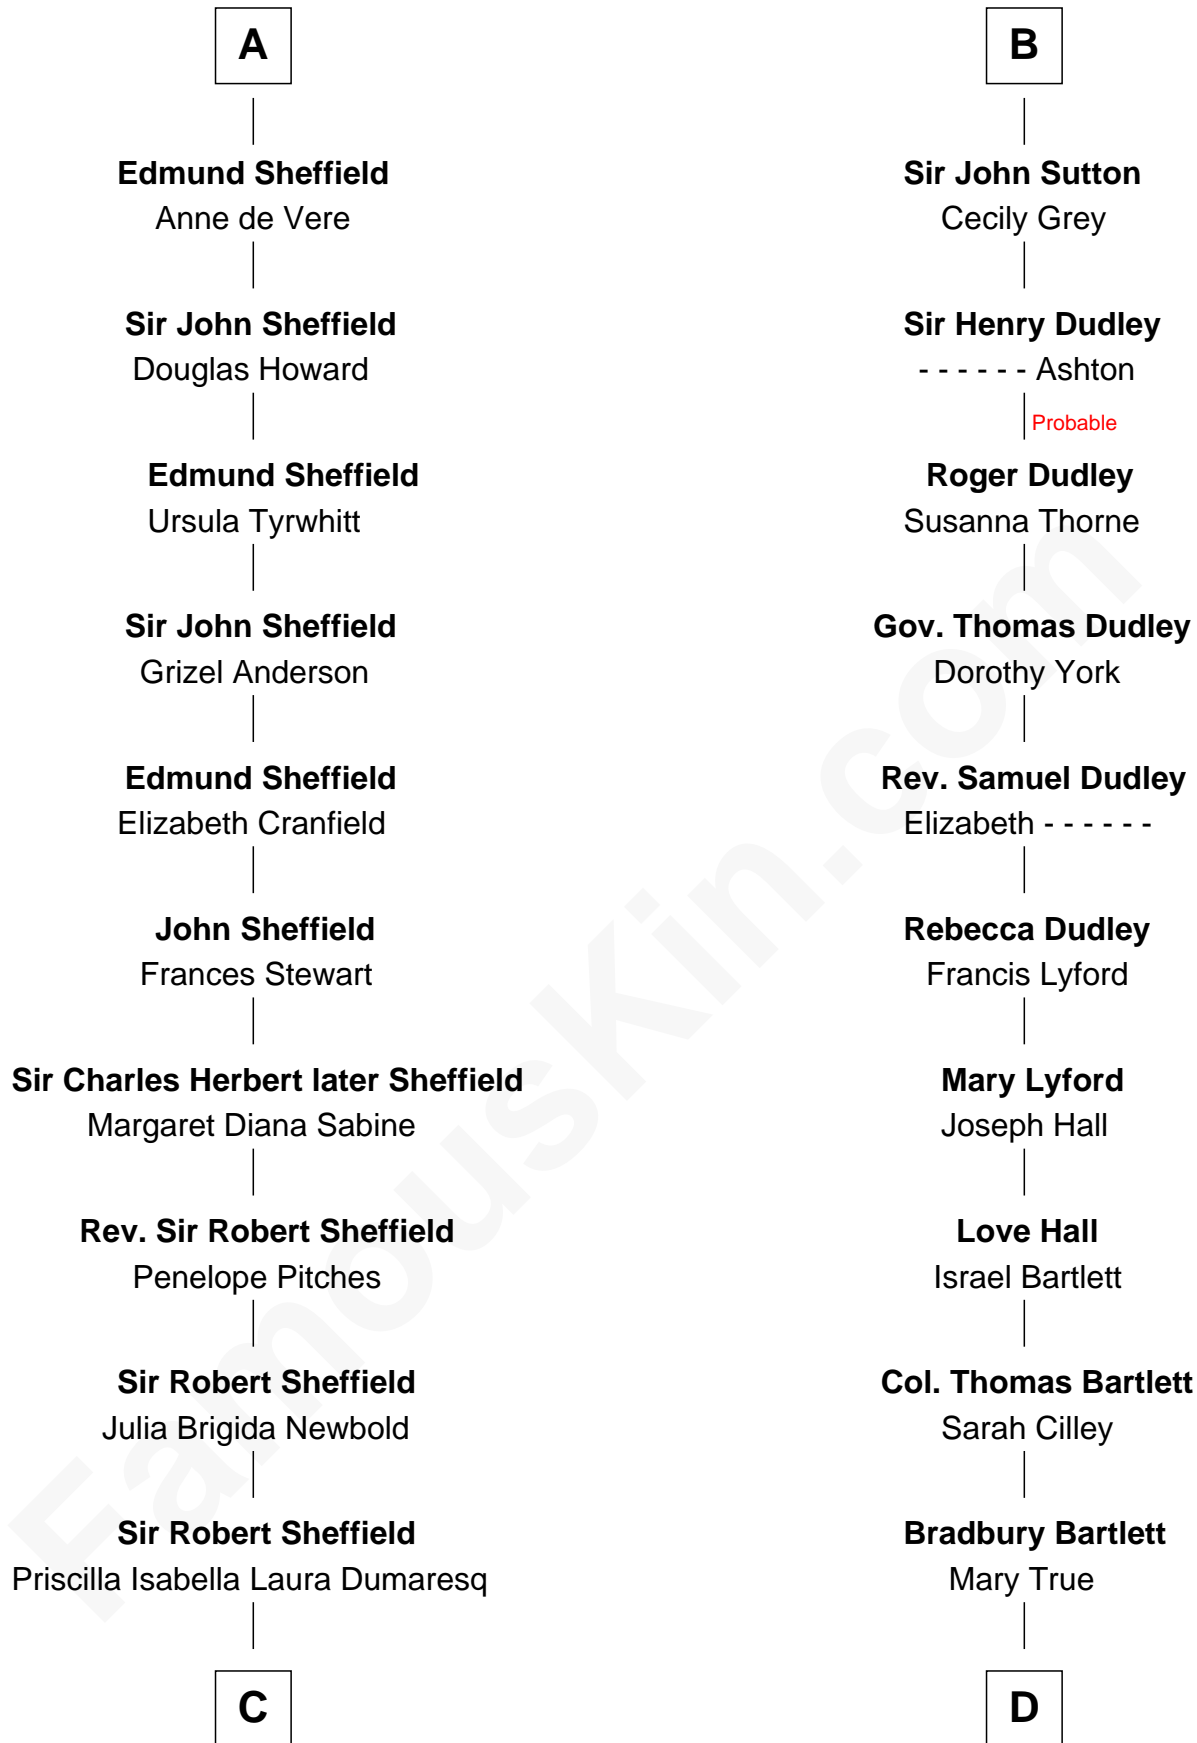 A
Edmund Sheffield
Anne de Vere
Sir John Sheffield
Douglas Howard
Edmund Sheffield
Ursula Tyrwhitt
Sir John Sheffield
Grizel Anderson
Edmund Sheffield
Elizabeth Cranfield
John Sheffield
Frances Stewart
Sir Charles Herbert later Sheffield
Margaret Diana Sabine
Rev. Sir Robert Sheffield
Penelope Pitches
Sir Robert Sheffield
Julia Brigida Newbold
Sir Robert Sheffield
Priscilla Isabella Laura Dumaresq
C
B
Sir John Sutton
Cecily Grey
Sir Henry Dudley
- - - - - - Ashton
Probable
Roger Dudley
Susanna Thorne
Gov. Thomas Dudley
Dorothy York
Rev. Samuel Dudley
Elizabeth - - - - - -
Rebecca Dudley
Francis Lyford
Mary Lyford
Joseph Hall
Love Hall
Israel Bartlett
Col. Thomas Bartlett
Sarah Cilley
Bradbury Bartlett
Mary True
D
FamousKin.com